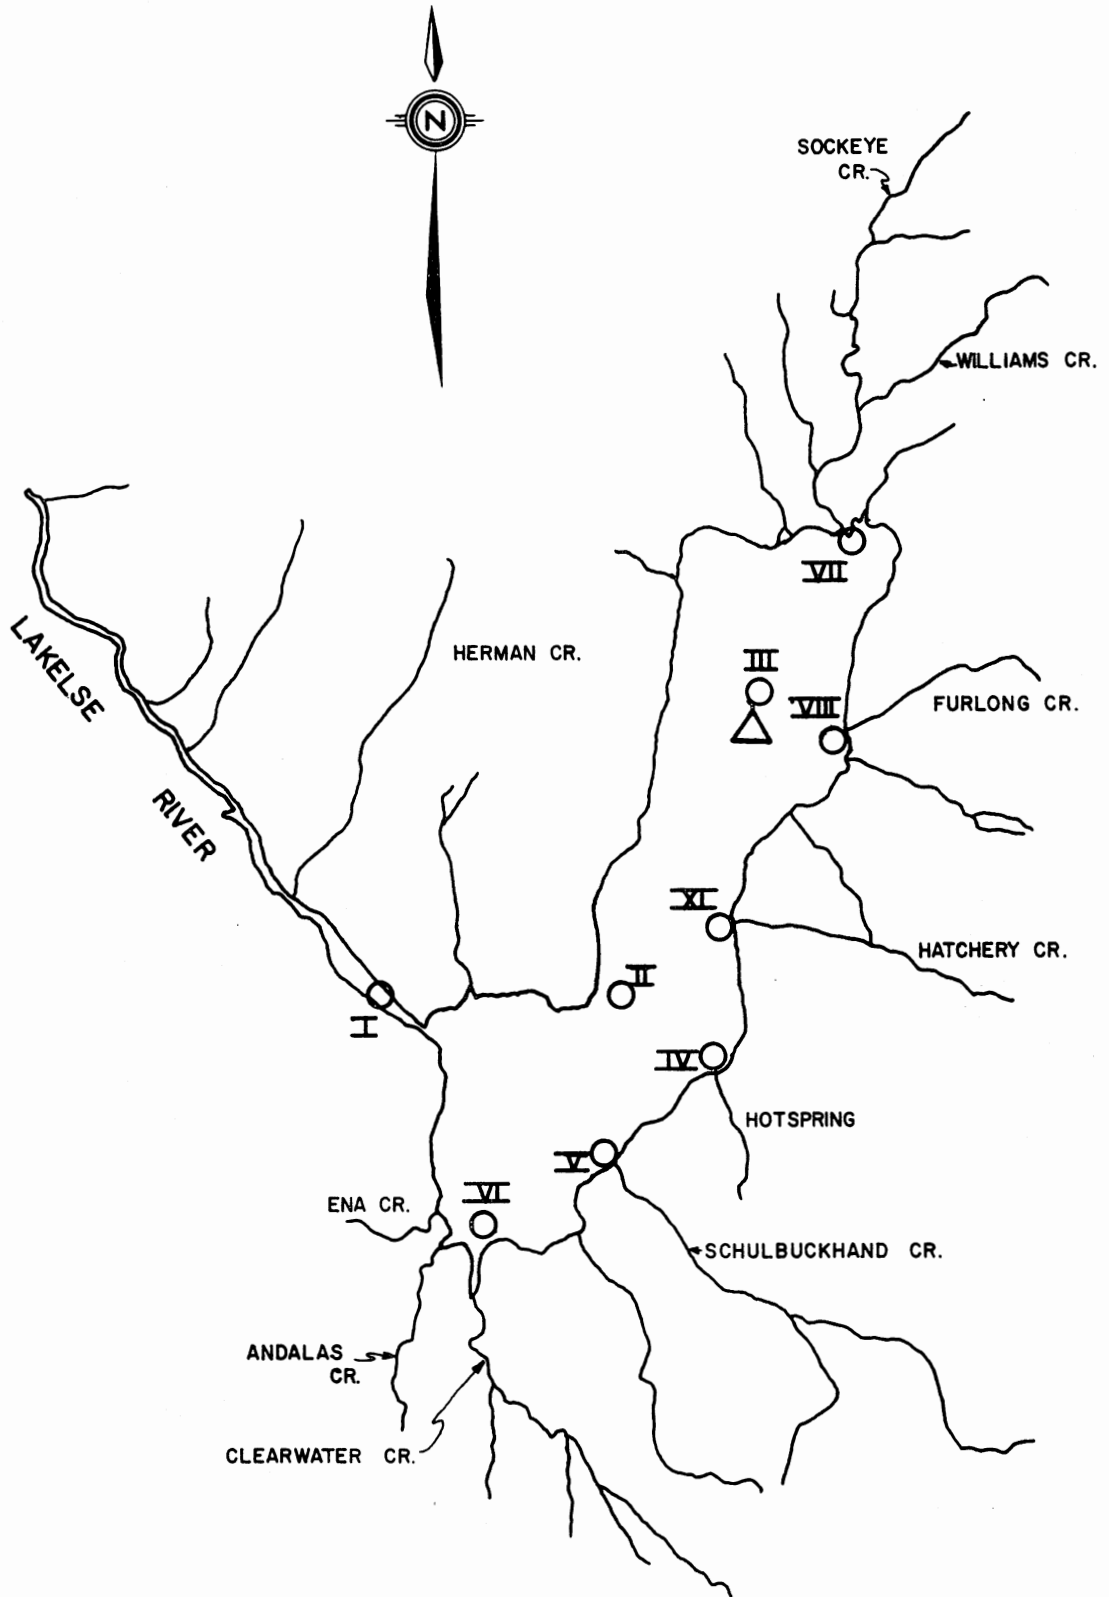 N
SOCKEYE
CR.
WILLIAMS CR.
VII
LAKELSE
RIVER
HERMAN CR.
III
VIII
FURLONG CR.
XI
HATCHERY CR.
II
I
IV
HOTSPRING
V
VI
ENA CR.
SCHULBUCKHAND CR.
ANDALAS
CR.
CLEARWATER CR.